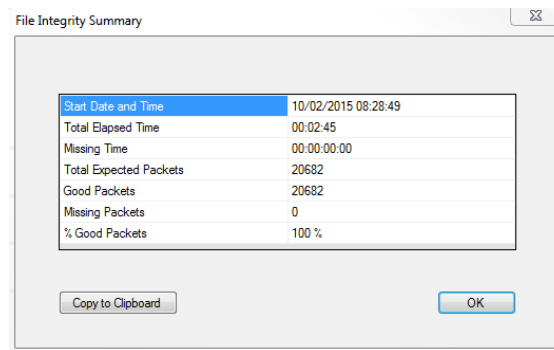 File Integrity Summary
Start Date and Time 10/02/2015 08:28:49
Total Elapsed Time 00:02:45
Missing Time 00:00:00:00
Total Expected Packets 20682
Good Packets 20682
Missing Packets 0
% Good Packets 100 %
Copy to Clipboard OK